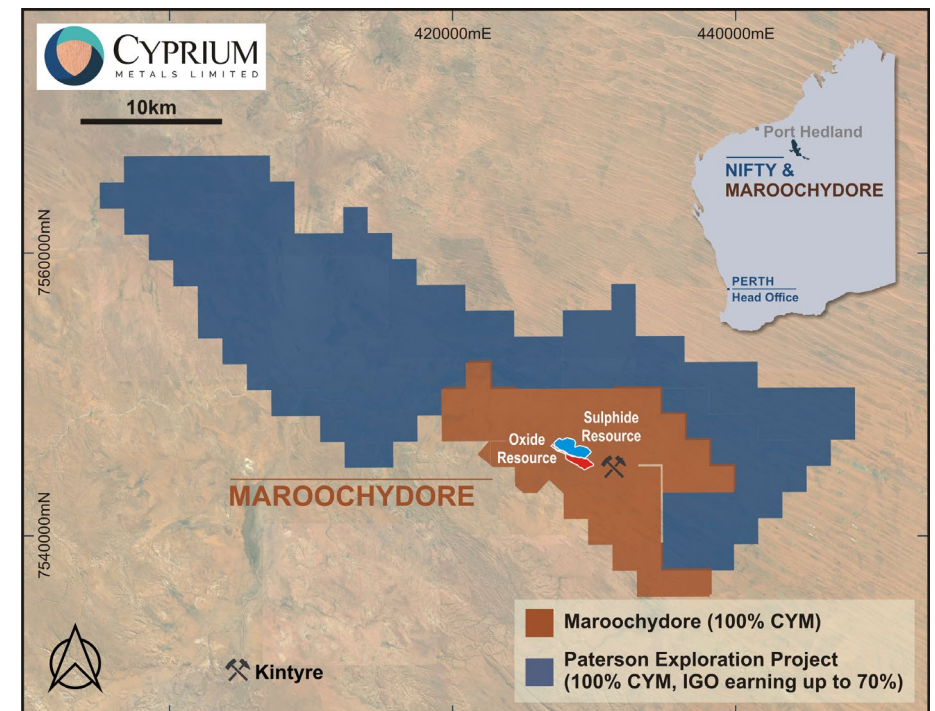 CYPRIUM
METALS LIMITED
10km
420000mE
440000mE
Port Hedland
NIFTY &
MAROOCHYDORE
PERTH
Head Office
7560000mN
Sulphide
Resource
Oxide
Resource
MAROOCHYDORE
7540000mN
Kintyre
Maroochydore (100% CYM)
Paterson Exploration Project
(100% CYM, IGO earning up to 70%)